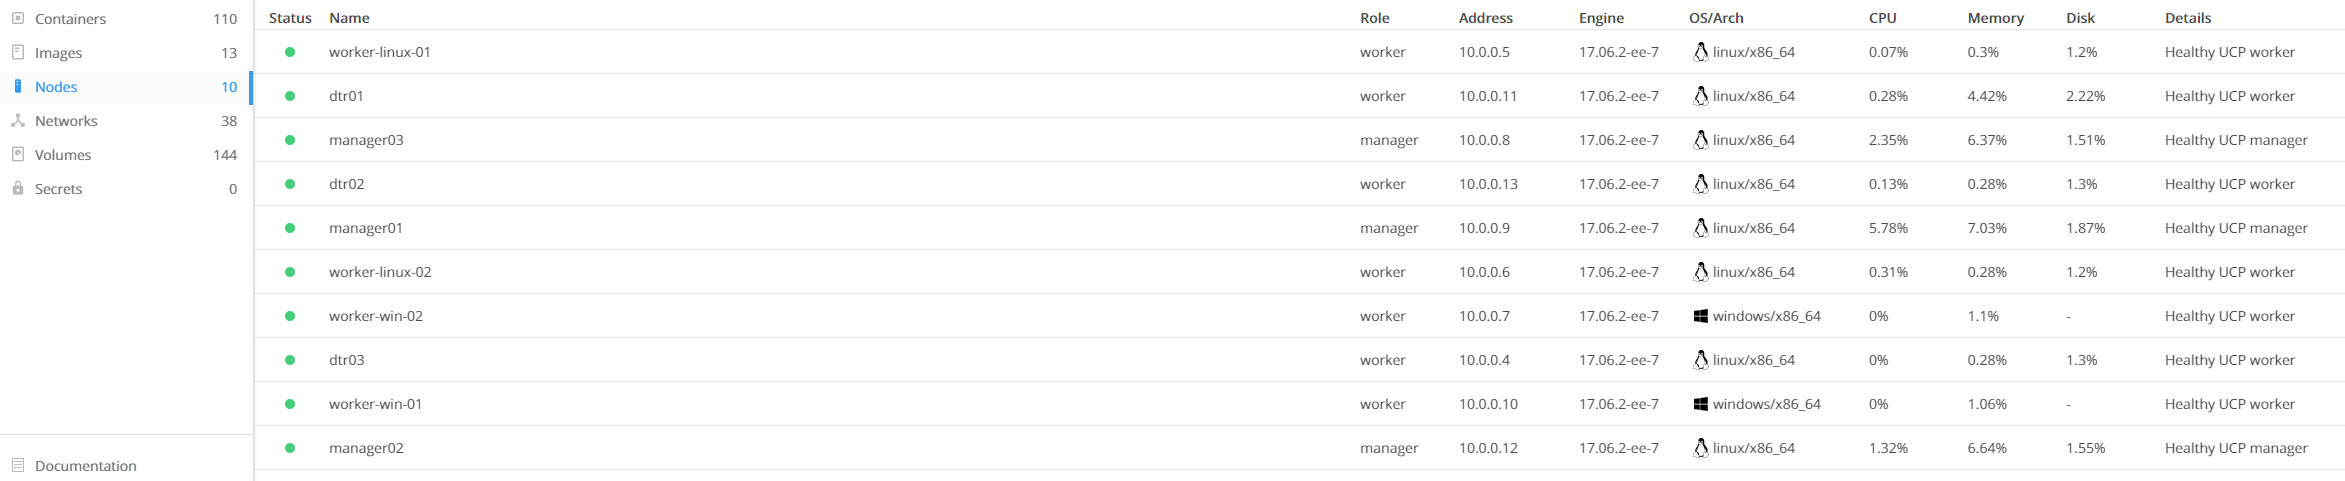 Containers 110
Images 13
Nodes 10
Networks 38
Volumes 144
Secrets 0
Documentation
Status Name Role Address Engine OS/Arch CPU Memory Disk Details
worker-linux-01 worker 10.0.0.5 17.06.2-ee-7 linux/x86_64 0.07% 0.3% 1.2% Healthy UCP worker
dtr01 worker 10.0.0.11 17.06.2-ee-7 linux/x86_64 0.28% 4.42% 2.22% Healthy UCP worker
manager03 manager 10.0.0.8 17.06.2-ee-7 linux/x86_64 2.35% 6.37% 1.51% Healthy UCP manager
dtr02 worker 10.0.0.13 17.06.2-ee-7 linux/x86_64 0.13% 0.28% 1.3% Healthy UCP worker
manager01 manager 10.0.0.9 17.06.2-ee-7 linux/x86_64 5.78% 7.03% 1.87% Healthy UCP manager
worker-linux-02 worker 10.0.0.6 17.06.2-ee-7 linux/x86_64 0.31% 0.28% 1.2% Healthy UCP worker
worker-win-02 worker 10.0.0.7 17.06.2-ee-7 windows/x86_64 0% 1.1% - Healthy UCP worker
dtr03 worker 10.0.0.4 17.06.2-ee-7 linux/x86_64 0% 0.28% 1.3% Healthy UCP worker
worker-win-01 worker 10.0.0.10 17.06.2-ee-7 windows/x86_64 0% 1.06% - Healthy UCP worker
manager02 manager 10.0.0.12 17.06.2-ee-7 linux/x86_64 1.32% 6.64% 1.55% Healthy UCP manager